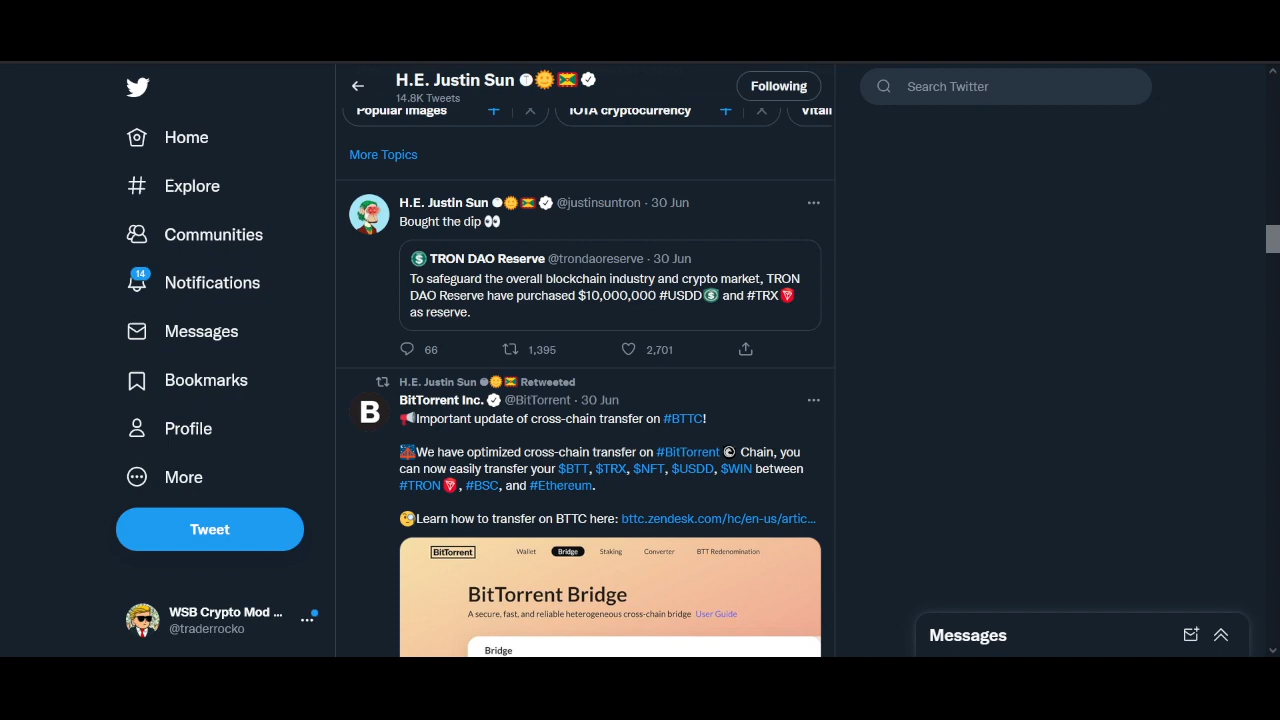 Home
Explore
Communities
14
Notifications
Messages
Bookmarks
Profile
More
Tweet
WSB Crypto Mod ...
@traderrocko
H.E. Justin Sun
14.8K Tweets
Following
Popular images
IOTA cryptocurrency
More Topics
H.E. Justin Sun @justinsuntron · 30 Jun
Bought the dip 👀
TRON DAO Reserve @trondaoreserve · 30 Jun
To safeguard the overall blockchain industry and crypto market, TRON
DAO Reserve have purchased $10,000,000 #USDD and #TRX
as reserve.
66 1,395 2,701
H.E. Justin Sun Retweeted
BitTorrent Inc. @BitTorrent · 30 Jun
📢Important update of cross-chain transfer on #BTTC!
We have optimized cross-chain transfer on #BitTorrent Chain, you
can now easily transfer your $BTT, $TRX, $NFT, $USDD, $WIN between
#TRON, #BSC, and #Ethereum.
🧐Learn how to transfer on BTTC here: bttc.zendesk.com/hc/en-us/artic...
B
BitTorrent Wallet Bridge Staking Converter BTT Redenomination
BitTorrent Bridge
A secure, fast, and reliable heterogeneous cross-chain bridge User Guide
Bridge
Search Twitter
Messages